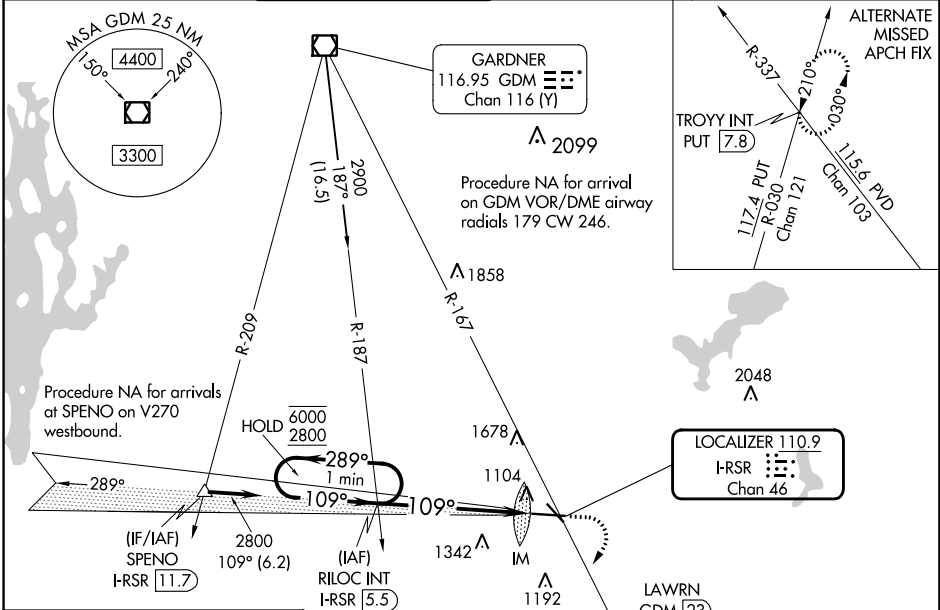 MSA GDM 25 NM
150°
4400
240°
3300
GARDNER
116.95 GDM
Chan 116 (Y)
2099
Procedure NA for arrival
on GDM VOR/DME airway
radials 179 CW 246.
ALTERNATE
MISSED
APCH FIX
R-337
210°
030°
TROYY INT
PUT 7.8
117.4 PUT
R-030
Chan 121
115.6 PVD
Chan 103
2900
187°
(16.5)
1858
R-209
R-187
R-167
2048
Procedure NA for arrivals
at SPENO on V270
westbound.
HOLD
6000
2800
289°
1 min
109°
109°
289°
1678
1104
LOCALIZER 110.9
I-RSR
Chan 46
(IF/IAF)
SPENO
I-RSR 11.7
2800
109° (6.2)
(IAF)
RILOC INT
I-RSR 5.5
1342
IM
1192
LAWRN
GDM 23